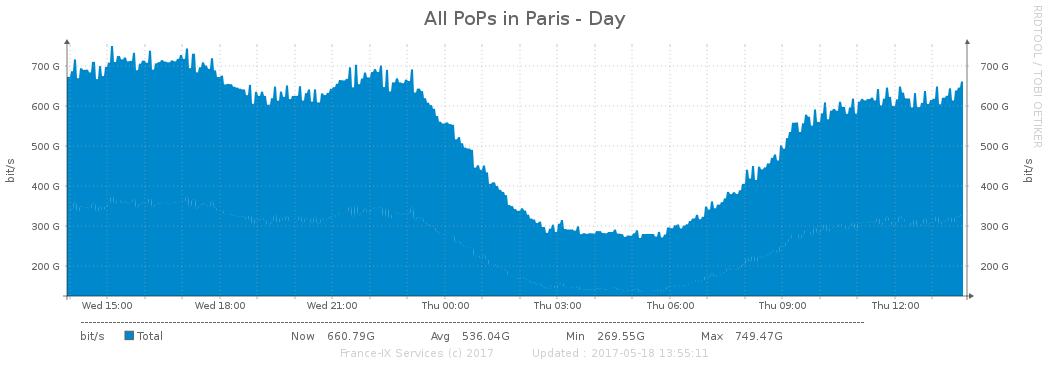 All PoPs in Paris - Day
RRDTOOL / TOBI OETIKER
bit/s
700 G 700 G
600 G 600 G
500 G 500 G
400 G 400 G
300 G 300 G
200 G 200 G
bit/s
Wed 15:00 Wed 18:00 Wed 21:00 Thu 00:00 Thu 03:00 Thu 06:00 Thu 09:00 Thu 12:00
bit/s Total Now 660.79G Avg 536.04G Min 269.55G Max 749.47G
France-IX Services (c) 2017 Updated : 2017-05-18 13:55:11